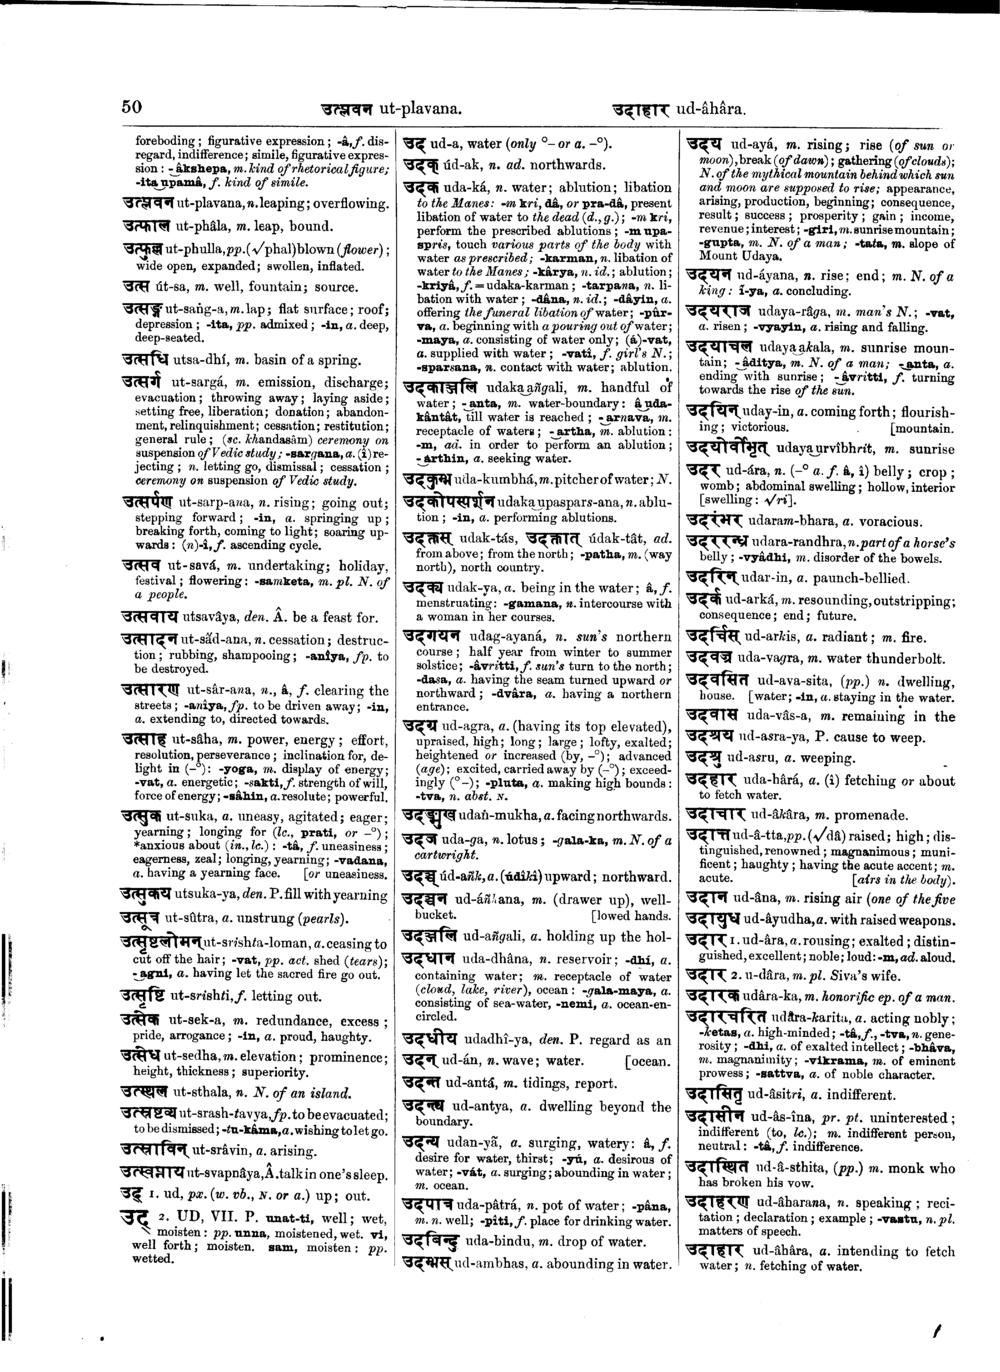 50
उत्प्लवन ut-plavana.
उदाहार ud-âhâra.
foreboding; figurative expression; -â, f. dis-
regard, indifference; simile, figurative expres-
sion: -‿âkshepa, m. kind of rhetorical figure;
-ita‿upamâ, f. kind of simile.
उत्प्लवन ut-plavana, n. leaping; overflowing.
उत्फाल ut-phâla, m. leap, bound.
उत्फुल्ल ut-phulla, pp. (√phal) blown (flower);
wide open, expanded; swollen, inflated.
उत्स út-sa, m. well, fountain; source.
उत्सङ्ग ut-saṅg-a, m. lap; flat surface; roof;
depression; -ita, pp. admixed; -in, a. deep,
deep-seated.
उत्सधि utsa-dhí, m. basin of a spring.
उत्सर्ग ut-sargá, m. emission, discharge;
evacuation; throwing away; laying aside;
setting free, liberation; donation; abandon-
ment, relinquishment; cessation; restitution;
general rule; (sc. khandasâm) ceremony on
suspension of Vedic study; -sargana, a. (î) re-
jecting; n. letting go, dismissal; cessation;
ceremony on suspension of Vedic study.
उत्सर्पण ut-sarp-ana, n. rising; going out;
stepping forward; -in, a. springing up;
breaking forth, coming to light; soaring up-
wards: (n)-î, f. ascending cycle.
उत्सव ut-savá, m. undertaking; holiday,
festival; flowering: -samketa, m. pl. N. of
a people.
उत्सवाय utsavâya, den. Â. be a feast for.
उत्सादन ut-sâ̆d-ana, n. cessation; destruc-
tion; rubbing, shampooing; -anîya, fp. to
be destroyed.
उत्सारण ut-sâr-ana, n., â, f. clearing the
streets; -anîya, fp. to be driven away; -in,
a. extending to, directed towards.
उत्साह ut-sâha, m. power, energy; effort,
resolution, perseverance; inclination for, de-
light in (-°): -yoga, m. display of energy;
-vat, a. energetic; -sakti, f. strength of will,
force of energy; -sâhin, a. resolute; powerful.
उत्सुक ut-suka, a. uneasy, agitated; eager;
yearning; longing for (lc., prati, or -°);
*anxious about (in., lc.): -tâ, f. uneasiness;
eagerness, zeal; longing, yearning; -vadana,
a. having a yearning face. [or uneasiness.
उत्सुकय utsuka-ya, den. P. fill with yearning
उत्सूत्र ut-sûtra, a. unstrung (pearls).
उत्सृष्टलोमन् ut-srishta-loman, a. ceasing to
cut off the hair; -vat, pp. act. shed (tears);
-‿agni, a. having let the sacred fire go out.
उत्सृष्टि ut-srishti, f. letting out.
उत्सेक ut-sek-a, m. redundance, excess;
pride, arrogance; -in, a. proud, haughty.
उत्सेध ut-sedha, m. elevation; prominence;
height, thickness; superiority.
उत्स्थल ut-sthala, n. N. of an island.
उत्स्रष्टव्य ut-srash-tavya, fp. to be evacuated;
to be dismissed; -tu-kâma, a. wishing to let go.
उत्स्राविन् ut-srâvin, a. arising.
उत्स्वप्नाय ut-svapnâya, Â. talk in one's sleep.
उद् 1. ud, px. (w. vb., N. or a.) up; out.
उद् 2. UD, VII. P. unat-ti, well; wet,
moisten: pp. unna, moistened, wet. vi,
well forth; moisten. sam, moisten: pp.
wetted.
उद ud-a, water (only °- or a. -°).
उदक् úd-ak, n. ad. northwards.
उदक uda-ká, n. water; ablution; libation
to the Manes: -m kri, dâ, or pra-dâ, present
libation of water to the dead (d., g.); -m kri,
perform the prescribed ablutions; -m upa-
spris, touch various parts of the body with
water as prescribed; -karman, n. libation of
water to the Manes; -kârya, n. id.; ablution;
-kriyâ, f. = udaka-karman; -tarpana, n. li-
bation with water; -dâna, n. id.; -dâyin, a.
offering the funeral libation of water; -pûr-
va, a. beginning with a pouring out of water;
-maya, a. consisting of water only; (á)-vat,
a. supplied with water; -vatî, f. girl's N.;
-sparsana, n. contact with water; ablution.
उदकाञ्जलि udaka‿añgali, m. handful of
water; -‿anta, m. water-boundary: â‿uda-
kântât, till water is reached; -‿arnava, m.
receptacle of waters; -‿artha, m. ablution:
-m, ad. in order to perform an ablution;
-‿arthin, a. seeking water.
उदकुम्भ uda-kumbhá, m. pitcher of water; N.
उदकोपस्पर्शन udaka‿upaspars-ana, n. ablu-
tion; -in, a. performing ablutions.
उदक्तस् udak-tás, उदक्तात् údak-tât, ad.
from above; from the north; -patha, m. (way
north), north country.
उदक्य udak-ya, a. being in the water; â, f.
menstruating: -gamana, n. intercourse with
a woman in her courses.
उदगयन udag-ayaná, n. sun's northern
course; half year from winter to summer
solstice; -âvritti, f. sun's turn to the north;
-dasa, a. having the seam turned upward or
northward; -dvâra, a. having a northern
entrance.
उदग्र ud-agra, a. (having its top elevated),
upraised, high; long; large; lofty, exalted;
heightened or increased (by, -°); advanced
(age); excited, carried away by (-°); exceed-
ingly (°-); -pluta, a. making high bounds:
-tva, n. abst. N.
उदङ्मुख udaṅ-mukha, a. facing northwards.
उदज uda-ga, n. lotus; -gala-ka, m. N. of a
cartwright.
उदञ्च् úd-añk, a. (údîkî) upward; northward.
उदञ्चन ud-áñkana, m. (drawer up), well-
bucket. [lowed hands.
उदञ्जलि ud-añgali, a. holding up the hol-
उदधान uda-dhâna, n. reservoir; -dhí, a.
containing water; m. receptacle of water
(cloud, lake, river), ocean: -gala-maya, a.
consisting of sea-water, -nemi, a. ocean-en-
circled.
उदधीय udadhî-ya, den. P. regard as an
उदन् ud-án, n. wave; water. [ocean.
उदन्त ud-antá, m. tidings, report.
उदन्त्य ud-antya, a. dwelling beyond the
boundary.
उदन्य udan-yã, a. surging, watery: â, f.
desire for water, thirst; -yú, a. desirous of
water; -vát, a. surging; abounding in water;
m. ocean.
उदपात्र uda-pâtrá, n. pot of water; -pâna,
m. n. well; -pîti, f. place for drinking water.
उदबिन्दु uda-bindu, m. drop of water.
उदम्भस् ud-ambhas, a. abounding in water.
उदय ud-ayá, m. rising; rise (of sun or
moon), break (of dawn); gathering (of clouds);
N. of the mythical mountain behind which sun
and moon are supposed to rise; appearance,
arising, production, beginning; consequence,
result; success; prosperity; gain; income,
revenue; interest; -giri, m. sunrise mountain;
-gupta, m. N. of a man; -tata, m. slope of
Mount Udaya.
उदयन ud-áyana, n. rise; end; m. N. of a
king: î-ya, a. concluding.
उदयराज udaya-râga, m. man's N.; -vat,
a. risen; -vyayin, a. rising and falling.
उदयाचल udaya‿akala, m. sunrise moun-
tain; -‿âditya, m. N. of a man; -‿anta, a.
ending with sunrise; -‿âvritti, f. turning
towards the rise of the sun.
उदयिन् uday-in, a. coming forth; flourish-
ing; victorious. [mountain.
उदयोर्वीभृत् udaya‿urvîbhrit, m. sunrise
उदर ud-ára, n. (-° a. f. â, î) belly; crop;
womb; abdominal swelling; hollow, interior
[swelling: √ri].
उदरंभर udaram-bhara, a. voracious.
उदररन्ध्र udara-randhra, n. part of a horse's
belly; -vyâdhi, m. disorder of the bowels.
उदरिन् udar-in, a. paunch-bellied.
उदर्क ud-arká, m. resounding, outstripping;
consequence; end; future.
उदर्चिस् ud-arkis, a. radiant; m. fire.
उदवज्र uda-vagra, m. water thunderbolt.
उदवसित ud-ava-sita, (pp.) n. dwelling,
house. [water; -in, a. staying in the water.
उदवास uda-vâs-a, m. remaining in the
उदश्रय ud-asra-ya, P. cause to weep.
उदश्रु ud-asru, a. weeping.
उदहार uda-hârá, a. (î) fetching or about
to fetch water.
उदाचार ud-âkâra, m. promenade.
उदात्त ud-â-tta, pp. (√dâ) raised; high; dis-
tinguished, renowned; magnanimous; muni-
ficent; haughty; having the acute accent; m.
acute. [airs in the body).
उदान ud-âna, m. rising air (one of the five
उदायुध ud-âyudha, a. with raised weapons.
उदार 1. ud-âra, a. rousing; exalted; distin-
guished, excellent; noble; loud: -m, ad. aloud.
उदार 2. u-dâra, m. pl. Siva's wife.
उदारक udâra-ka, m. honorific ep. of a man.
उदारचरित udâra-karita, a. acting nobly;
-ketas, a. high-minded; -tâ, f., -tva, n. gene-
rosity; -dhî, a. of exalted intellect; -bhâva,
m. magnanimity; -vikrama, m. of eminent
prowess; -sattva, a. of noble character.
उदासितृ ud-âsitri, a. indifferent.
उदासीन ud-âs-îna, pr. pt. uninterested;
indifferent (to, lc.); m. indifferent person,
neutral: -tâ, f. indifference.
उदास्थित ud-â-sthita, (pp.) m. monk who
has broken his vow.
उदाहरण ud-âharana, n. speaking; reci-
tation; declaration; example; -vastu, n. pl.
matters of speech.
उदाहार ud-âhâra, a. intending to fetch
water; n. fetching of water.